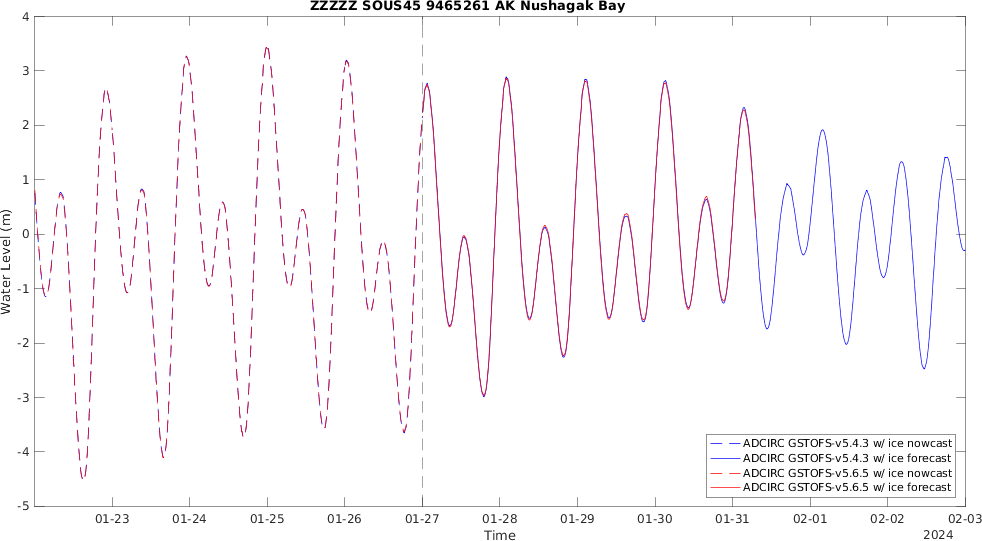 ZZZZZ SOUS45 9465261 AK Nushagak Bay
4
3
2
1
0
-1
-2
-3
-4
-5
Water Level (m)
ADCIRC GSTOFS-v5.4.3 w/ ice nowcast
ADCIRC GSTOFS-v5.4.3 w/ ice forecast
ADCIRC GSTOFS-v5.6.5 w/ ice nowcast
ADCIRC GSTOFS-v5.6.5 w/ ice forecast
01-23 01-24 01-25 01-26 01-27 01-28 01-29 01-30 01-31 02-01 02-02 02-03
Time
2024